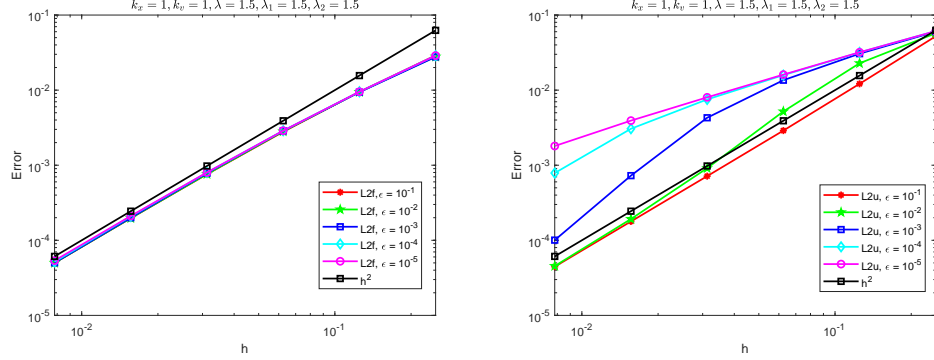 k_x = 1, k_v = 1, λ = 1.5, λ_1 = 1.5, λ_2 = 1.5
10^-1
10^-2
10^-3
10^-4
10^-5
Error
L2f, ϵ = 10^-1
L2f, ϵ = 10^-2
L2f, ϵ = 10^-3
L2f, ϵ = 10^-4
L2f, ϵ = 10^-5
h^2
10^-2
10^-1
h
k_x = 1, k_v = 1, λ = 1.5, λ_1 = 1.5, λ_2 = 1.5
10^-1
10^-2
10^-3
10^-4
10^-5
Error
L2u, ϵ = 10^-1
L2u, ϵ = 10^-2
L2u, ϵ = 10^-3
L2u, ϵ = 10^-4
L2u, ϵ = 10^-5
h^2
10^-2
10^-1
h